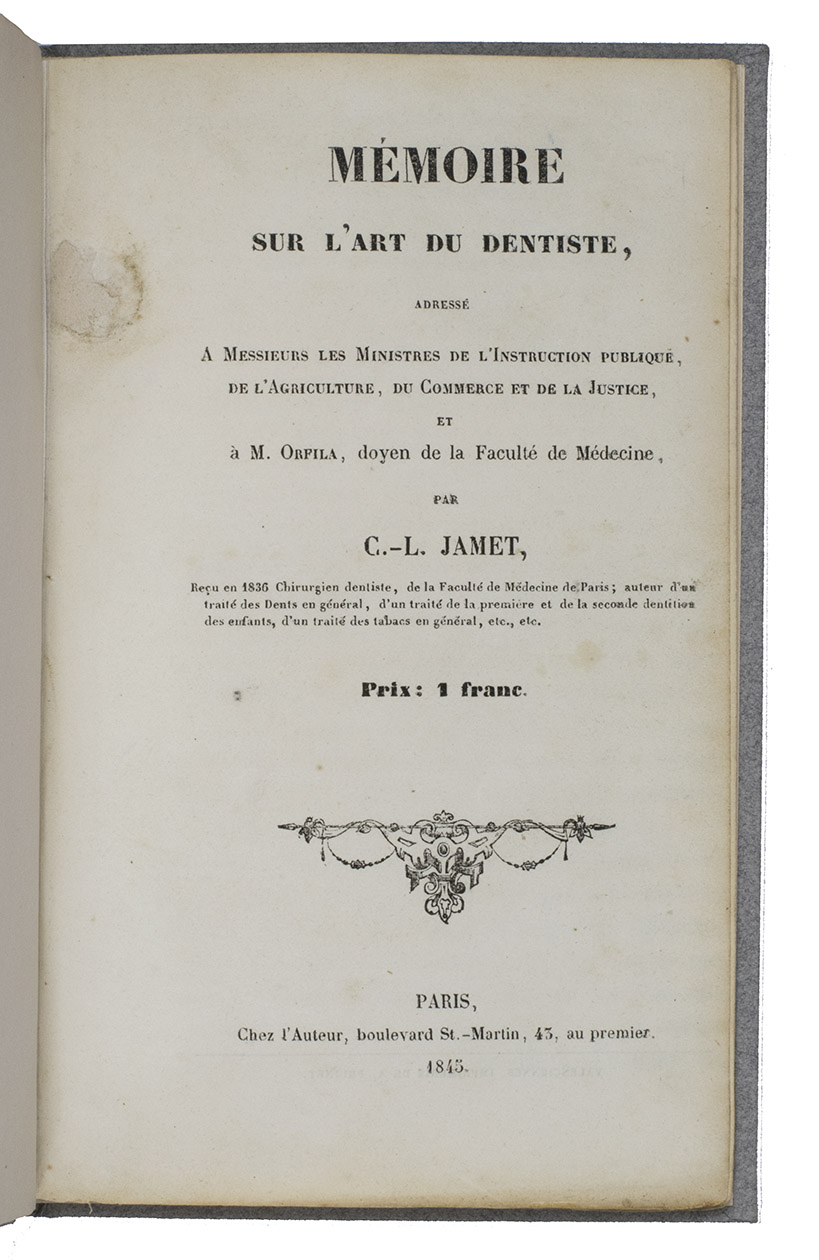 MÉMOIRE
SUR L'ART DU DENTISTE,
ADRESSÉ
A MESSIEURS LES MINISTRES DE L'INSTRUCTION PUBLIQUE,
DE L'AGRICULTURE, DU COMMERCE ET DE LA JUSTICE,
ET
à M. ORFILA, doyen de la Faculté de Médecine,
PAR
C.-L. JAMET,
Reçu en 1836 Chirurgien dentiste, de la Faculté de Médecine de Paris; auteur d'un
traité des Dents en général, d'un traité de la première et de la seconde dentition
des enfants, d'un traité des tabacs en général, etc., etc.
Prix: 1 franc.
PARIS,
Chez l'Auteur, boulevard St.-Martin, 43, au premier.
1845.